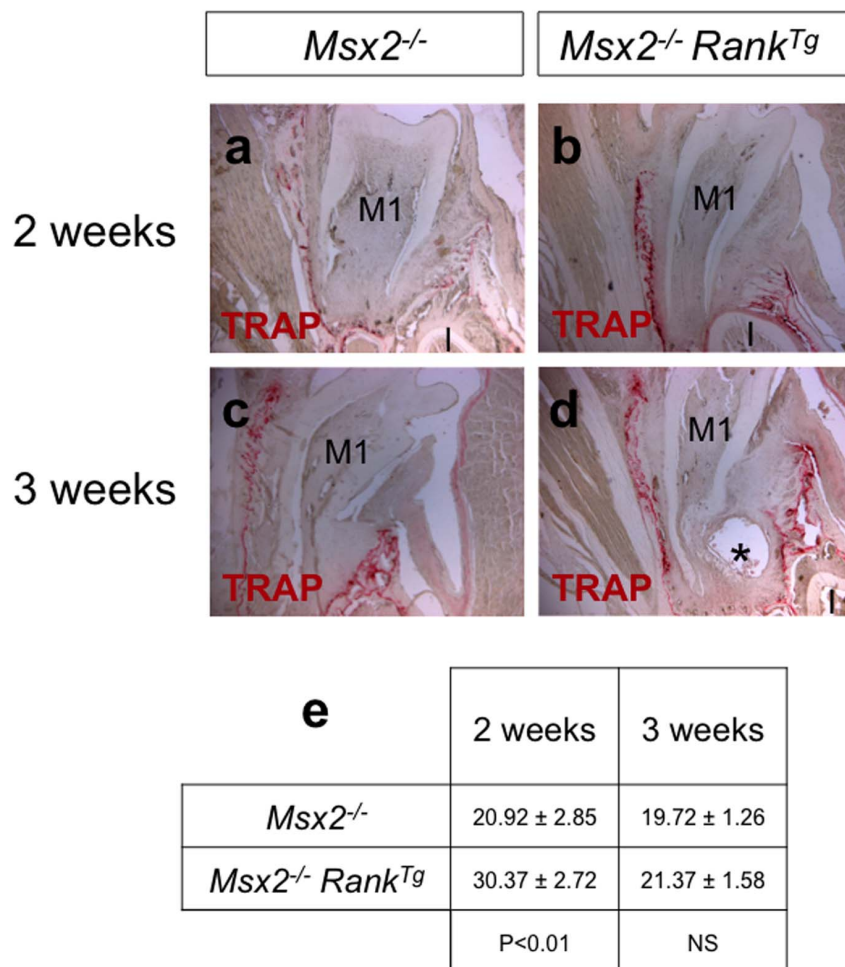 Msx2-/- Msx2-/- RankTg
2 weeks
a M1 TRAP I
b M1 TRAP I
3 weeks
c M1 TRAP
d M1 * TRAP I
e 2 weeks 3 weeks
Msx2-/- 20.92 ± 2.85 19.72 ± 1.26
Msx2-/- RankTg 30.37 ± 2.72 21.37 ± 1.58
P<0.01 NS